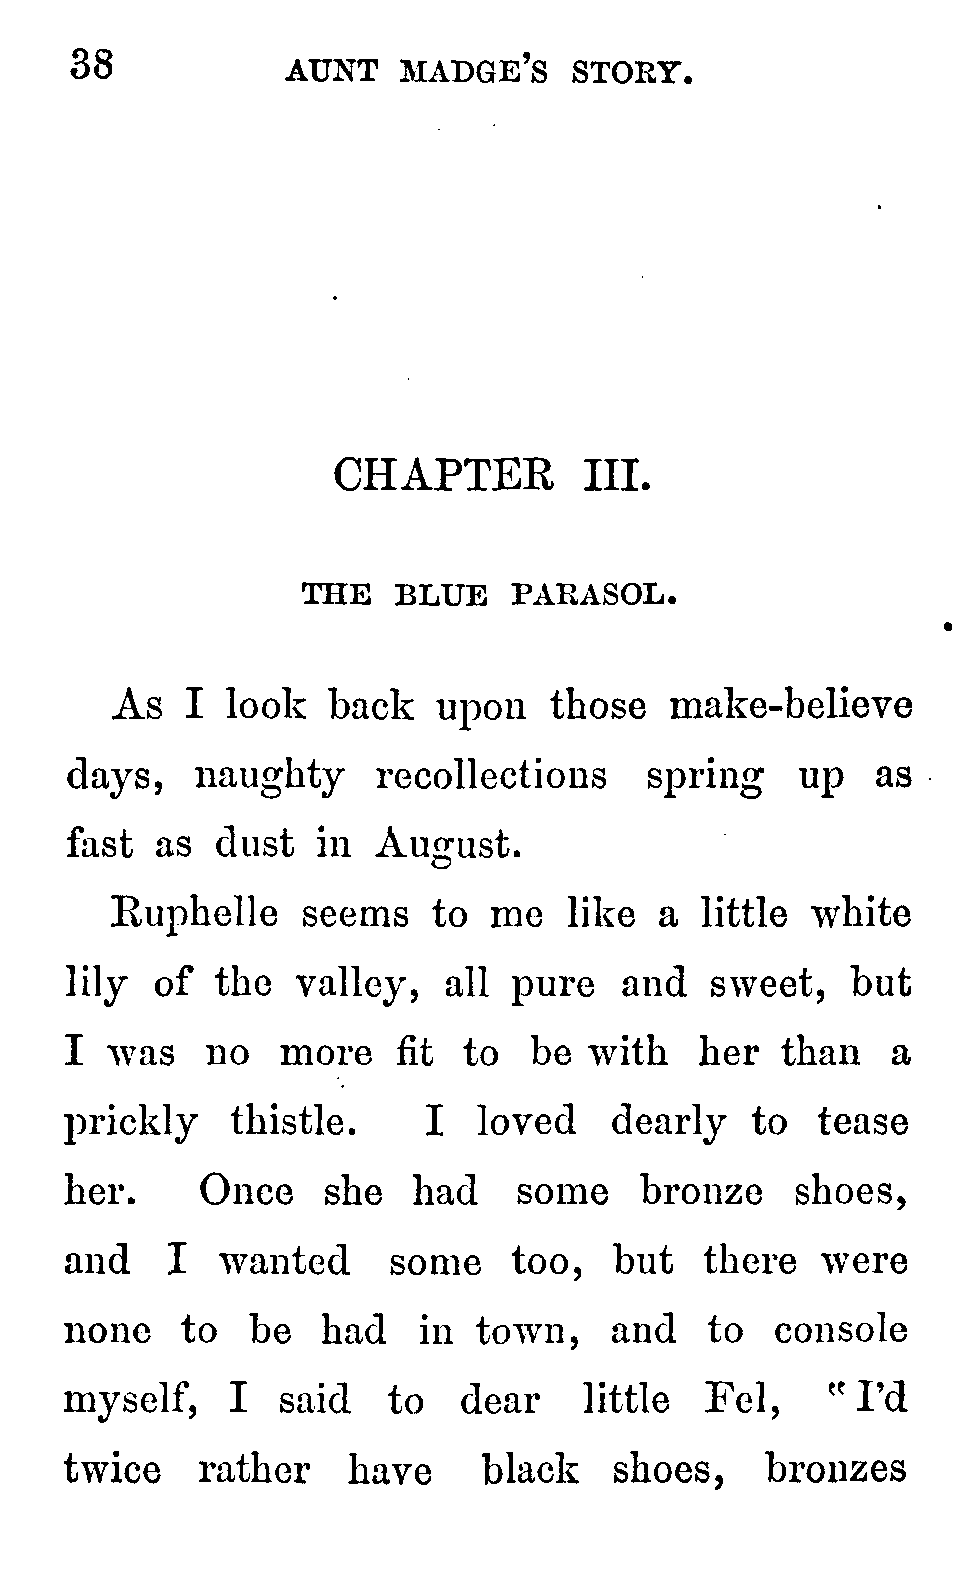 38 AUNT MADGE'S STORY.
CHAPTER III.
THE BLUE PARASOL.
As I look back upon those make-believe
days, naughty recollections spring up as
fast as dust in August.
Ruphelle seems to me like a little white
lily of the valley, all pure and sweet, but
I was no more fit to be with her than a
prickly thistle. I loved dearly to tease
her. Once she had some bronze shoes,
and I wanted some too, but there were
none to be had in town, and to console
myself, I said to dear little Fel, "I'd
twice rather have black shoes, bronzes